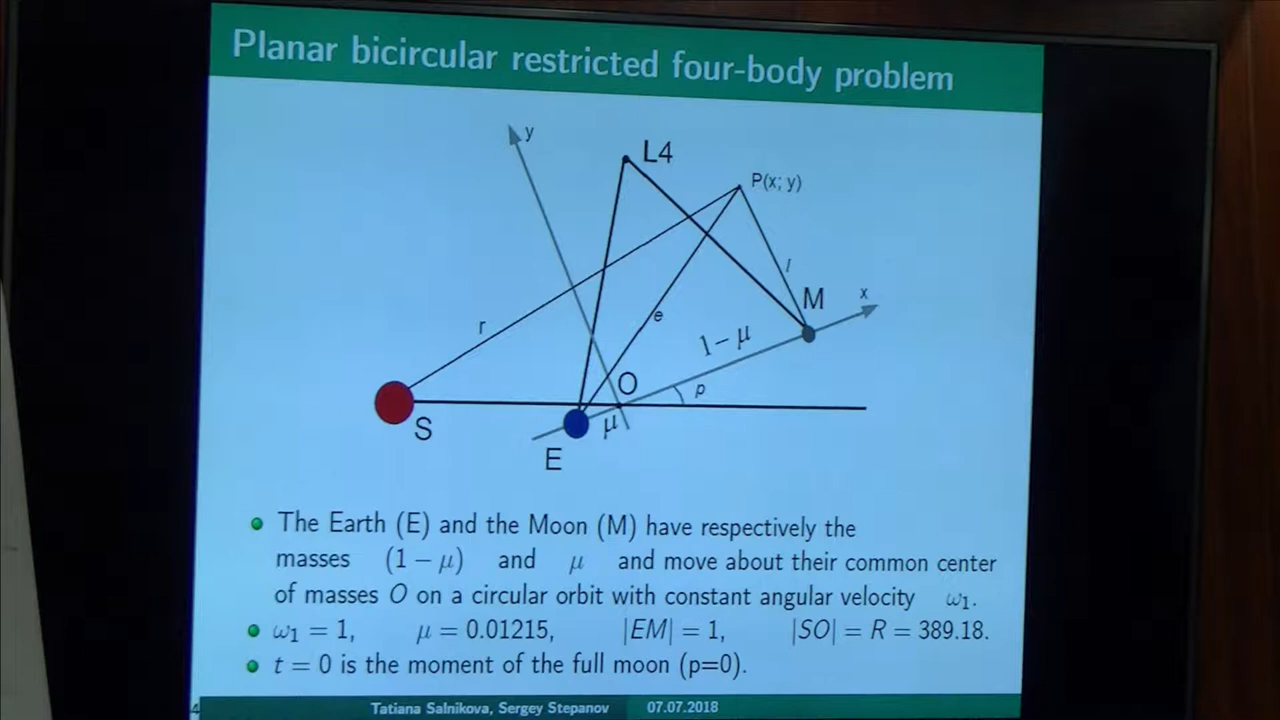 Planar bicircular restricted four-body problem
y
L4
P(x; y)
l
M
x
r
e
1 − μ
O
p
S
μ
E
The Earth (E) and the Moon (M) have respectively the
masses (1 − μ) and μ and move about their common center
of masses O on a circular orbit with constant angular velocity ω₁.
ω₁ = 1, μ = 0.01215, |EM| = 1, |SO| = R = 389.18.
t = 0 is the moment of the full moon (p=0).
Tatiana Salnikova, Sergey Stepanov 07.07.2018